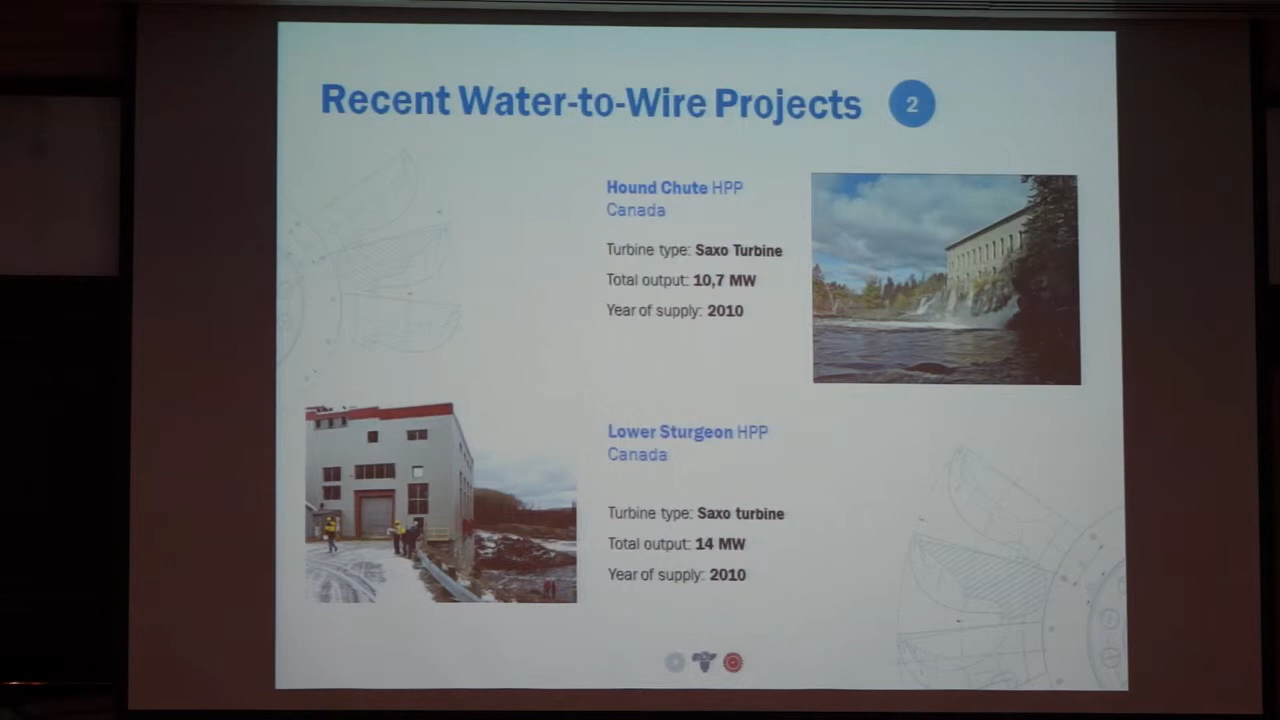 Recent Water-to-Wire Projects 2
Hound Chute HPP
Canada
Turbine type: Saxo Turbine
Total output: 10,7 MW
Year of supply: 2010
Lower Sturgeon HPP
Canada
Turbine type: Saxo turbine
Total output: 14 MW
Year of supply: 2010